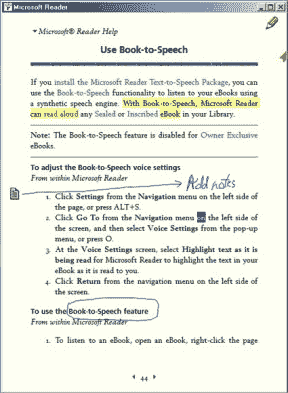 Microsoft Reader
Microsoft® Reader Help
Use Book-to-Speech
If you install the Microsoft Reader Text-to-Speech Package, you can
use the Book-to-Speech functionality to listen to your eBooks using
a synthetic speech engine. With Book-to-Speech, Microsoft Reader
can read aloud any Sealed or Inscribed eBook in your Library.
Note: The Book-to-Speech feature is disabled for Owner Exclusive
eBooks.
To adjust the Book-to-Speech voice settings
From within Microsoft Reader
Add notes
1. Click Settings from the Navigation menu on the left side of
the page, or press ALT+S.
2. Click Go To from the Navigation menu on the left side of
the screen, and then select Voice Settings from the pop-up
menu, or press O.
3. At the Voice Settings screen, select Highlight text as it is
being read for Microsoft Reader to highlight the text in your
eBook as it is read to you.
4. Click Return from the navigation menu on the left side of
the screen.
To use the Book-to-Speech feature
From within Microsoft Reader
1. To listen to an eBook, open an eBook, right-click the page
44